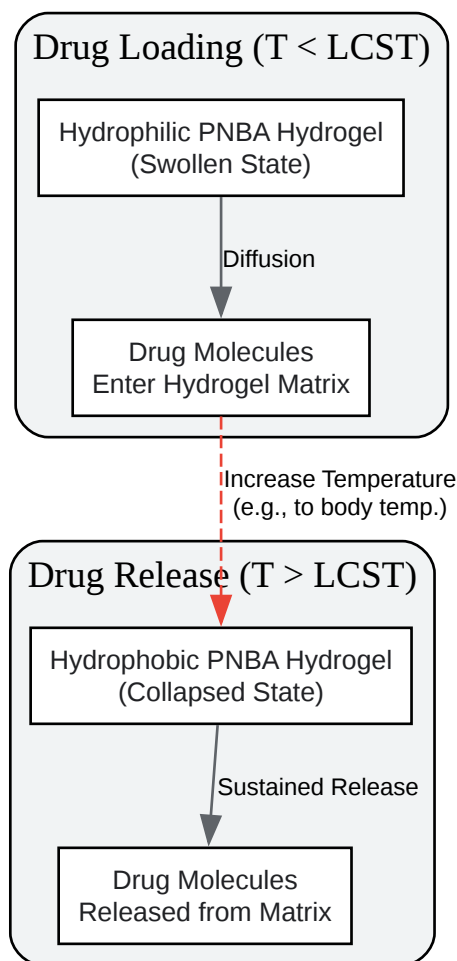 Drug Loading (T < LCST)
Hydrophilic PNBA Hydrogel
(Swollen State)
Diffusion
Drug Molecules
Enter Hydrogel Matrix
Increase Temperature
(e.g., to body temp.)
Drug Release (T > LCST)
Hydrophobic PNBA Hydrogel
(Collapsed State)
Sustained Release
Drug Molecules
Released from Matrix